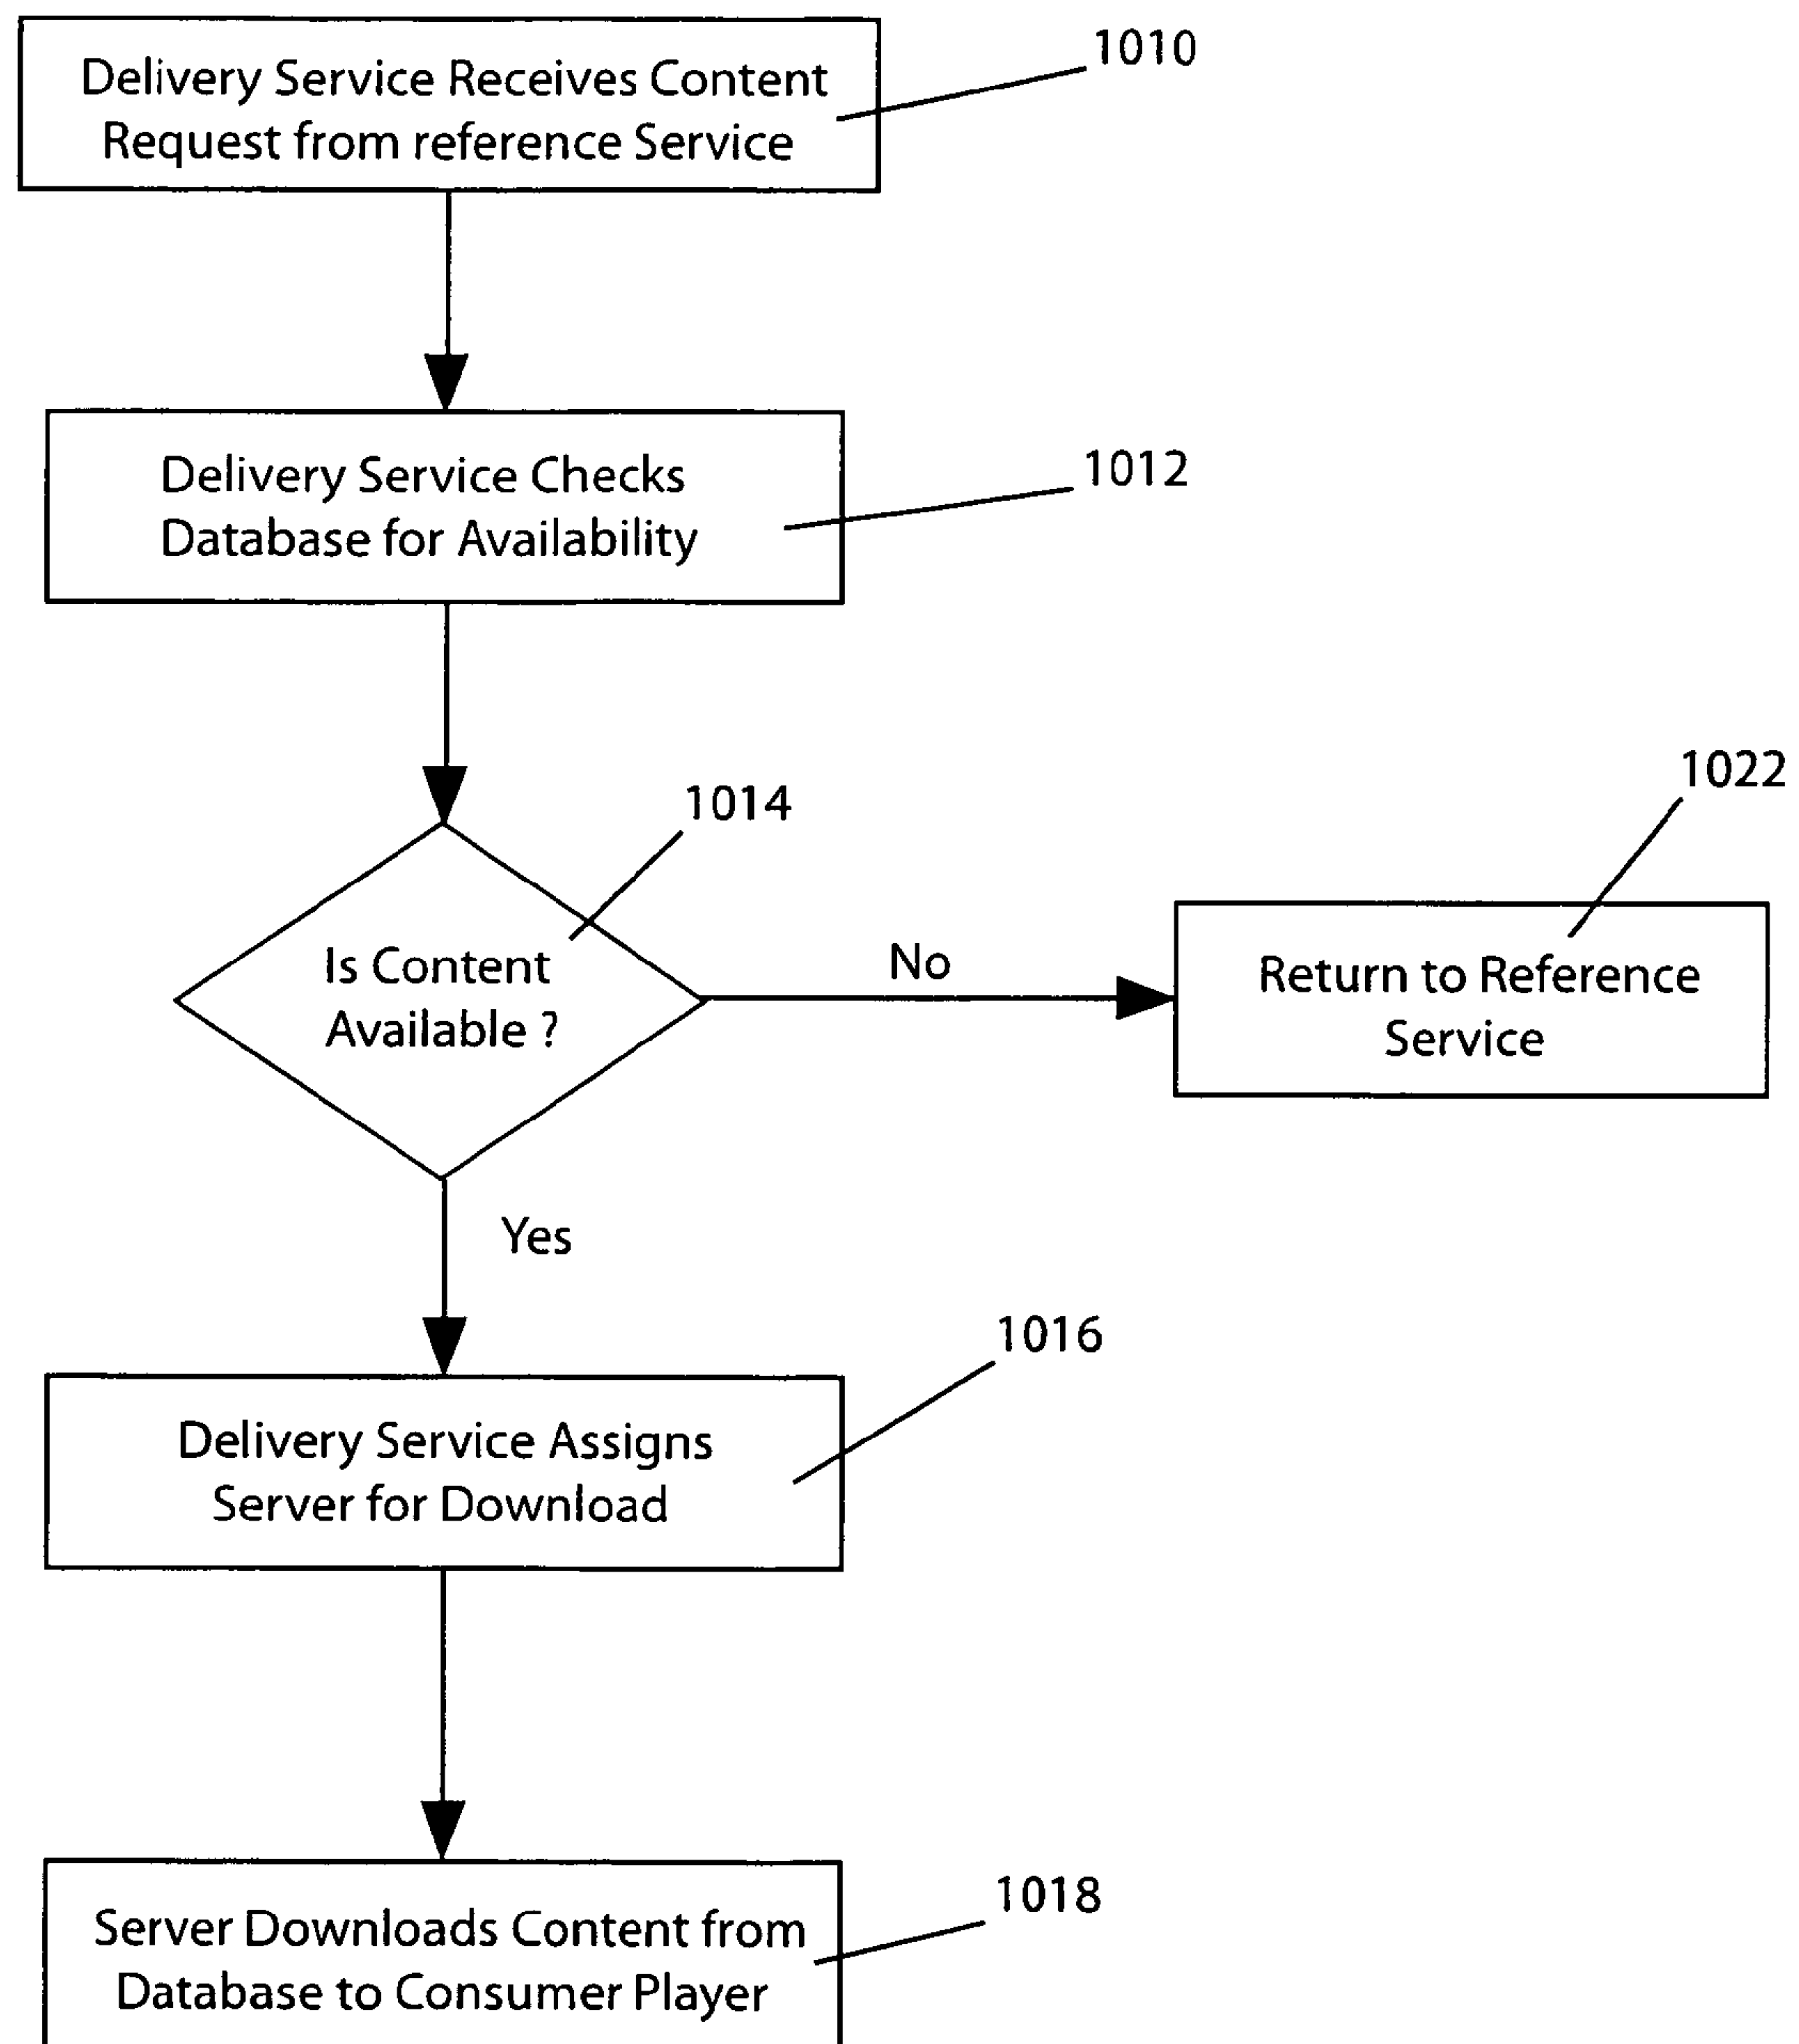 Delivery Service Receives Content
Request from reference Service
1010
Delivery Service Checks
Database for Availability
1012
1014
Is Content
Available ?
No
1022
Return to Reference
Service
Yes
1016
Delivery Service Assigns
Server for Download
1018
Server Downloads Content from
Database to Consumer Player